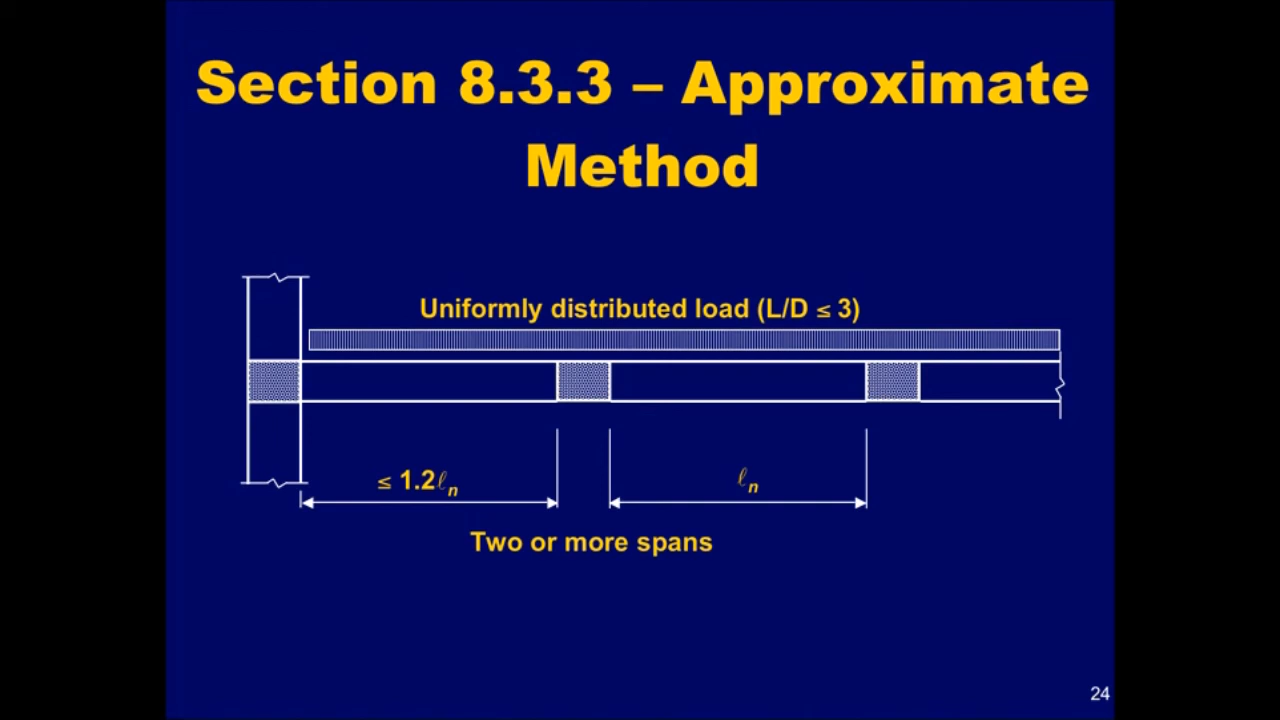 Section 8.3.3 – Approximate
Method
Uniformly distributed load (L/D ≤ 3)
≤ 1.2ℓn
ℓn
Two or more spans
24